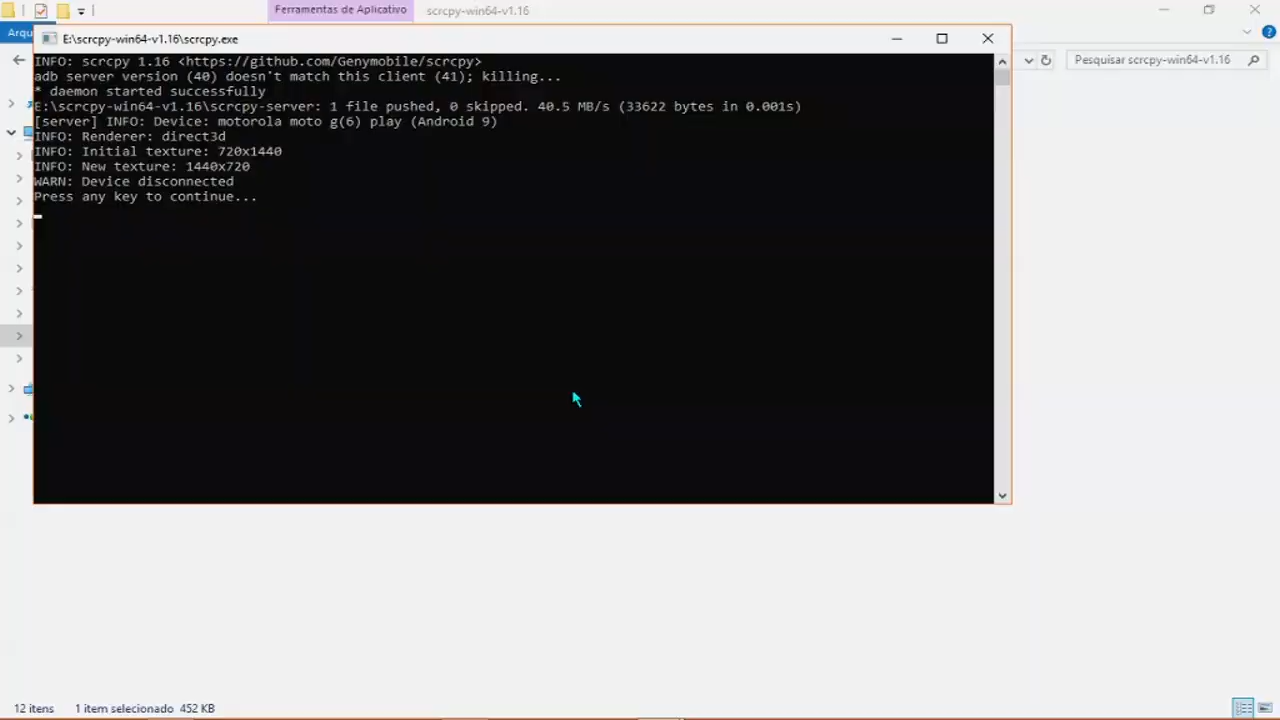 Ferramentas de Aplicativo
scrcpy-win64-v1.16
Arqu
E:\scrcpy-win64-v1.16\scrcpy.exe
Pesquisar scrcpy-win64-v1.16
INFO: scrcpy 1.16 <https://github.com/Genymobile/scrcpy>
adb server version (40) doesn't match this client (41); killing...
* daemon started successfully
E:\scrcpy-win64-v1.16\scrcpy-server: 1 file pushed, 0 skipped. 40.5 MB/s (33622 bytes in 0.001s)
[server] INFO: Device: motorola moto g(6) play (Android 9)
INFO: Renderer: direct3d
INFO: Initial texture: 720x1440
INFO: New texture: 1440x720
WARN: Device disconnected
Press any key to continue...
12 itens
1 item selecionado 452 KB